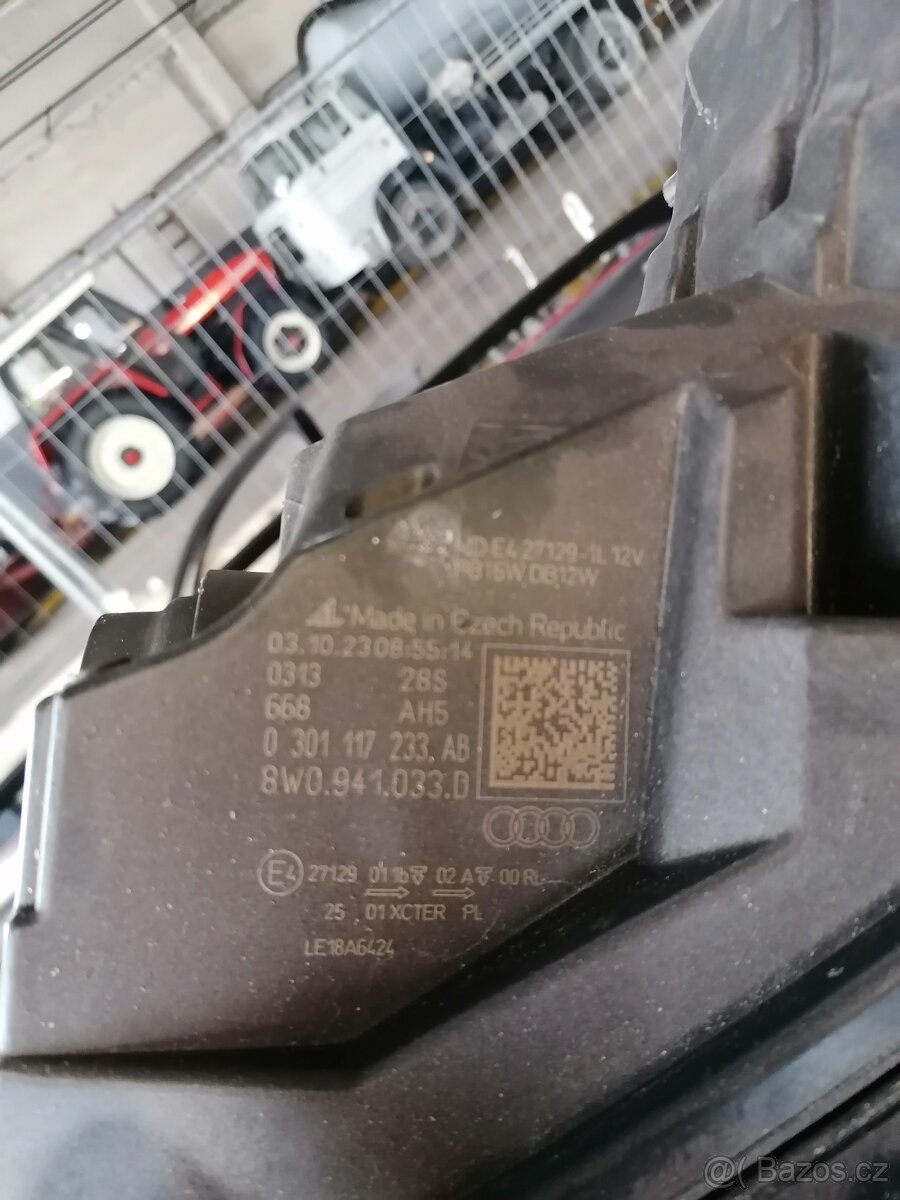 E4 27129-1L 12V
DB12W
AL Made in Czech Republic
03.10.23 08:55:14
0313 28S
668 AH5
0 301 117 233. AB
8W0.941.033.D
E4 27129 01 1b 02 A 00 RL
25 01 XCTER PL
LE18A6424
@( Bazos.cz